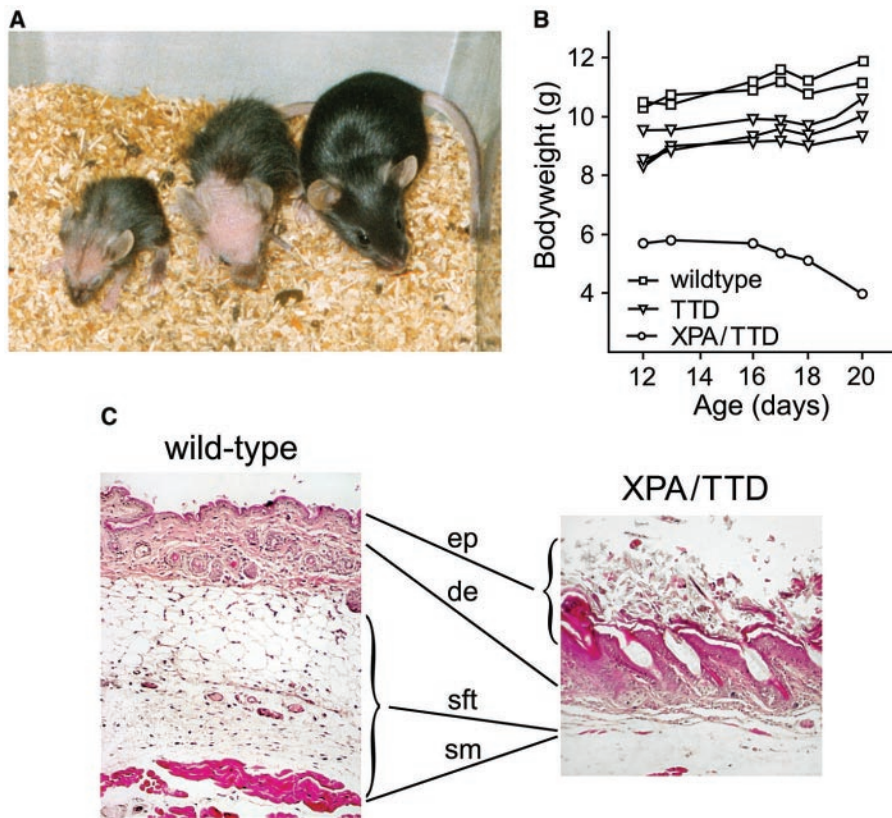 A
B
Bodyweight (g)
12
10
8
6
4
wildtype
TTD
XPA/TTD
12 14 16 18 20
Age (days)
C
wild-type
XPA/TTD
ep
de
sft
sm